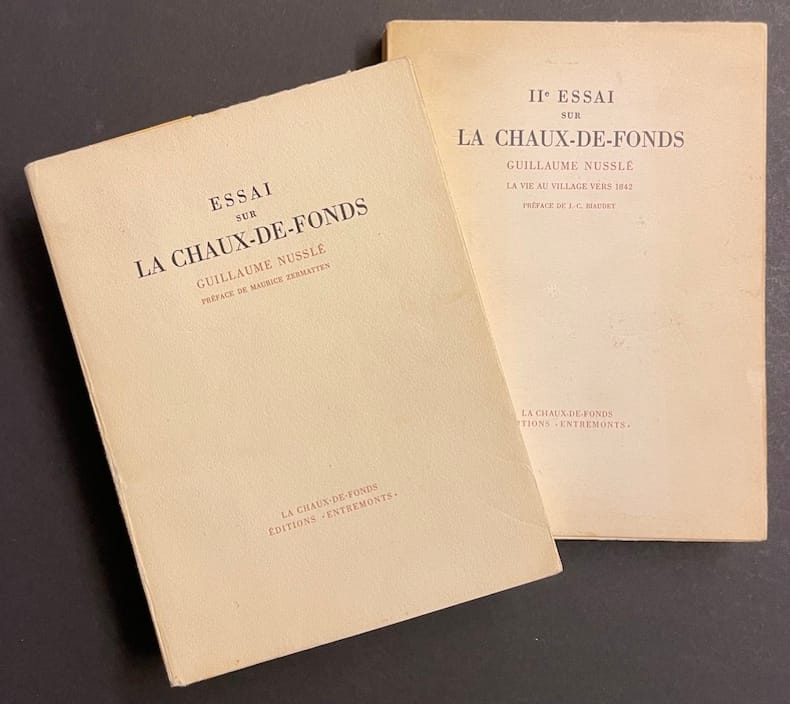 ESSAI
SUR
LA CHAUX-DE-FONDS
GUILLAUME NUSSLÉ
PRÉFACE DE MAURICE ZERMATTEN
LA CHAUX-DE-FONDS
ÉDITIONS «ENTREMONTS»
IIe ESSAI
SUR
LA CHAUX-DE-FONDS
GUILLAUME NUSSLÉ
LA VIE AU VILLAGE VERS 1842
PRÉFACE DE J.-C. BIAUDET
LA CHAUX-DE-FONDS
TIONS «ENTREMONTS»